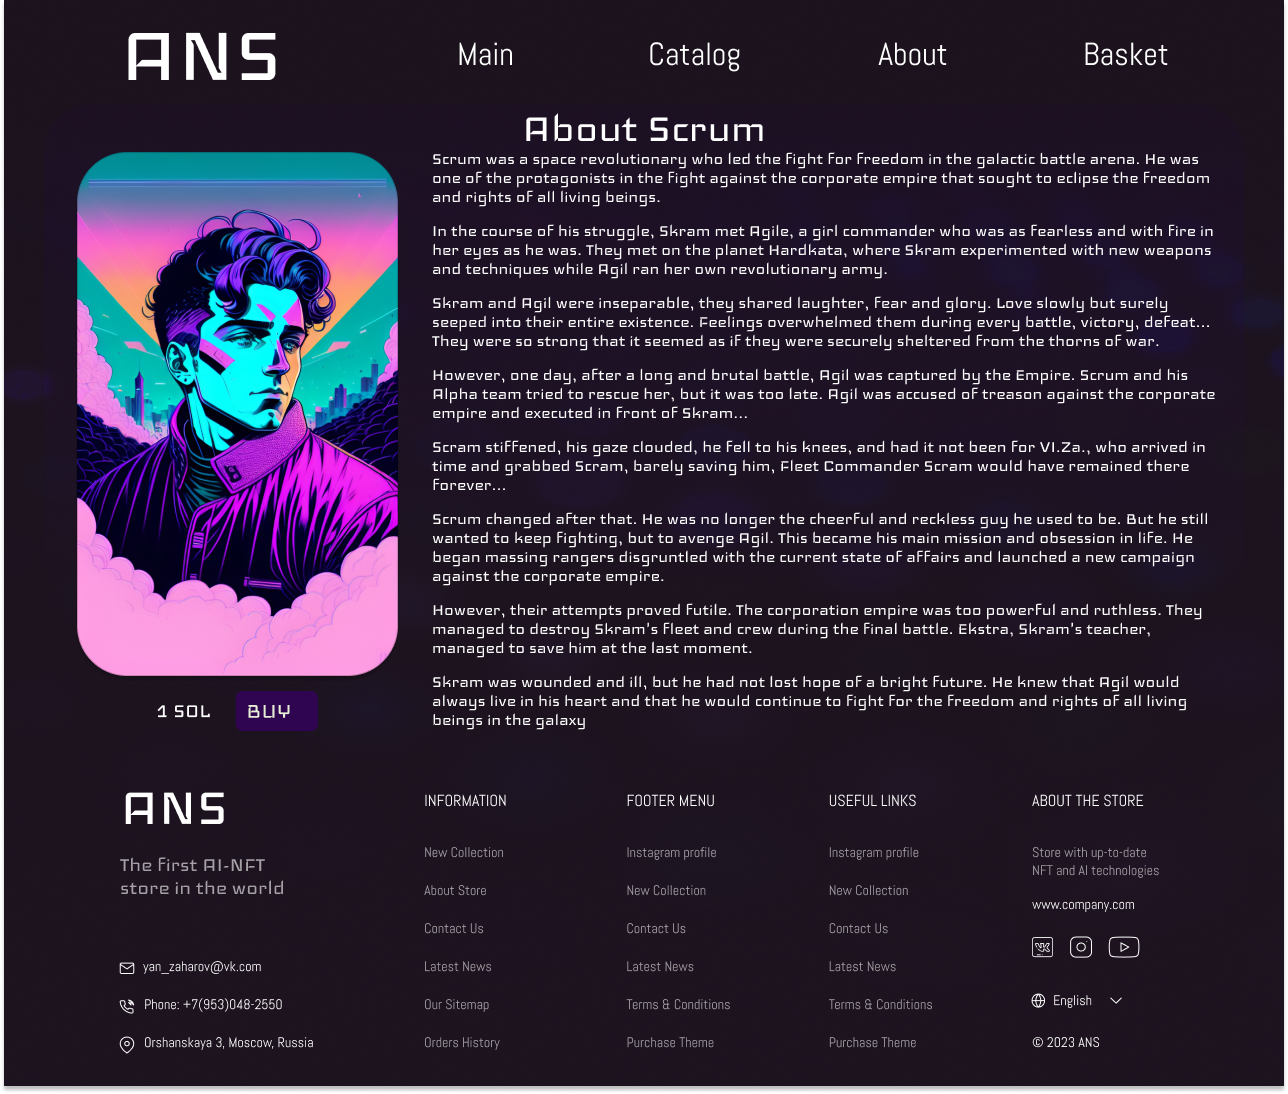 ANS
Main
Catalog
About
Basket
About Scrum
Scrum was a space revolutionary who led the fight for freedom in the galactic battle arena. He was
one of the protagonists in the fight against the corporate empire that sought to eclipse the freedom
and rights of all living beings.
In the course of his struggle, Skram met Agile, a girl commander who was as fearless and with fire in
her eyes as he was. They met on the planet Hardkata, where Skram experimented with new weapons
and techniques while Agil ran her own revolutionary army.
Skram and Agil were inseparable, they shared laughter, fear and glory. Love slowly but surely
seeped into their entire existence. Feelings overwhelmed them during every battle, victory, defeat...
They were so strong that it seemed as if they were securely sheltered from the thorns of war.
However, one day, after a long and brutal battle, Agil was captured by the Empire. Scrum and his
Alpha team tried to rescue her, but it was too late. Agil was accused of treason against the corporate
empire and executed in front of Skram...
Scram stiffened, his gaze clouded, he fell to his knees, and had it not been for VI.Za., who arrived in
time and grabbed Scram, barely saving him, Fleet Commander Scram would have remained there
forever...
Scrum changed after that. He was no longer the cheerful and reckless guy he used to be. But he still
wanted to keep fighting, but to avenge Agil. This became his main mission and obsession in life. He
began massing rangers disgruntled with the current state of affairs and launched a new campaign
against the corporate empire.
However, their attempts proved futile. The corporation empire was too powerful and ruthless. They
managed to destroy Skram's fleet and crew during the final battle. Ekstra, Skram's teacher,
managed to save him at the last moment.
Skram was wounded and ill, but he had not lost hope of a bright future. He knew that Agil would
always live in his heart and that he would continue to fight for the freedom and rights of all living
beings in the galaxy
1 SOL
BUY
ANS
The first AI-NFT
store in the world
yan_zaharov@vk.com
Phone: +7(953)048-2550
Orshanskaya 3, Moscow, Russia
INFORMATION
New Collection
About Store
Contact Us
Latest News
Our Sitemap
Orders History
FOOTER MENU
Instagram profile
New Collection
Contact Us
Latest News
Terms & Conditions
Purchase Theme
USEFUL LINKS
Instagram profile
New Collection
Contact Us
Latest News
Terms & Conditions
Purchase Theme
ABOUT THE STORE
Store with up-to-date
NFT and AI technologies
www.company.com
English
© 2023 ANS